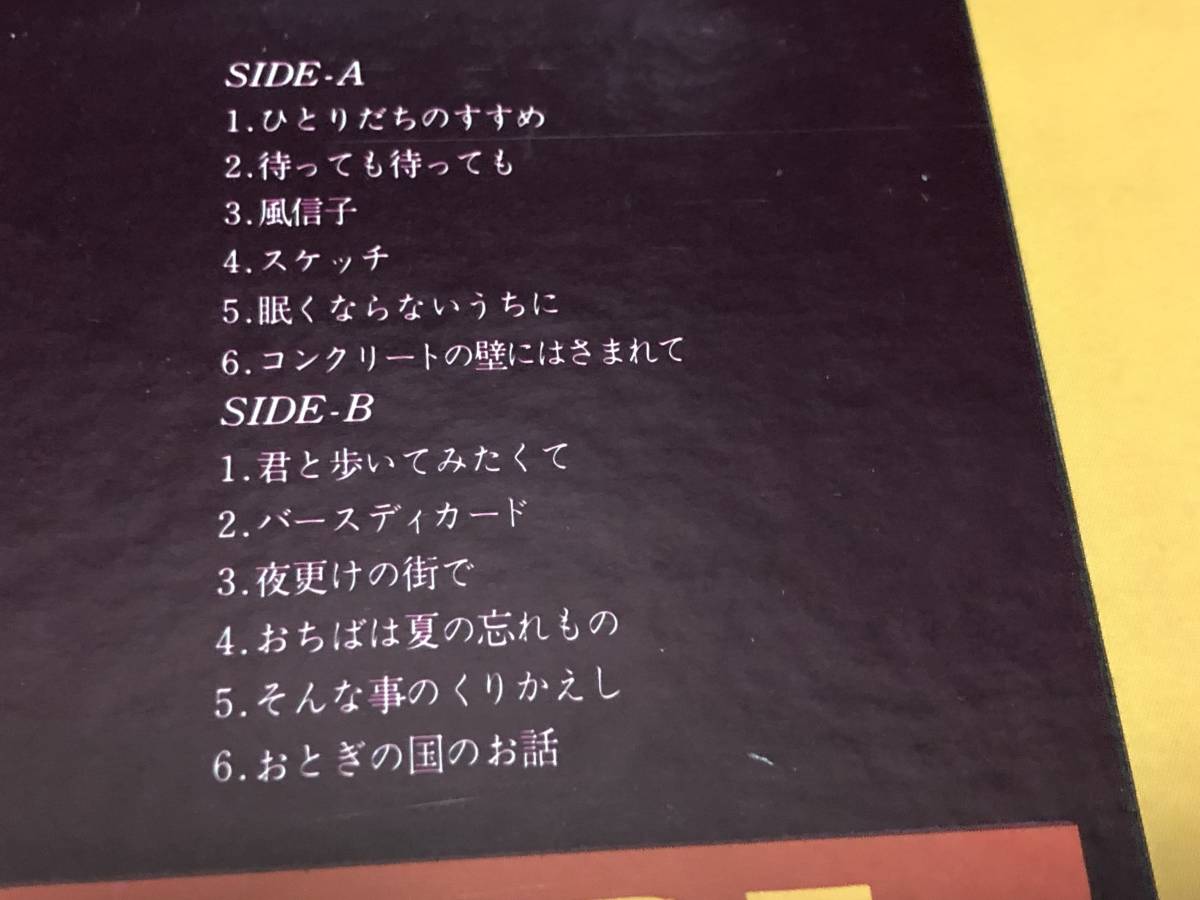 SIDE-A
1.ひとりだちのすすめ
2.待っても待っても
3.風信子
4.スケッチ
5.眠くならないうちに
6.コンクリートの壁にはさまれて
SIDE-B
1.君と歩いてみたくて
2.バースディカード
3.夜更けの街で
4.おちばは夏の忘れもの
5.そんな事のくりかえし
6.おとぎの国のお話